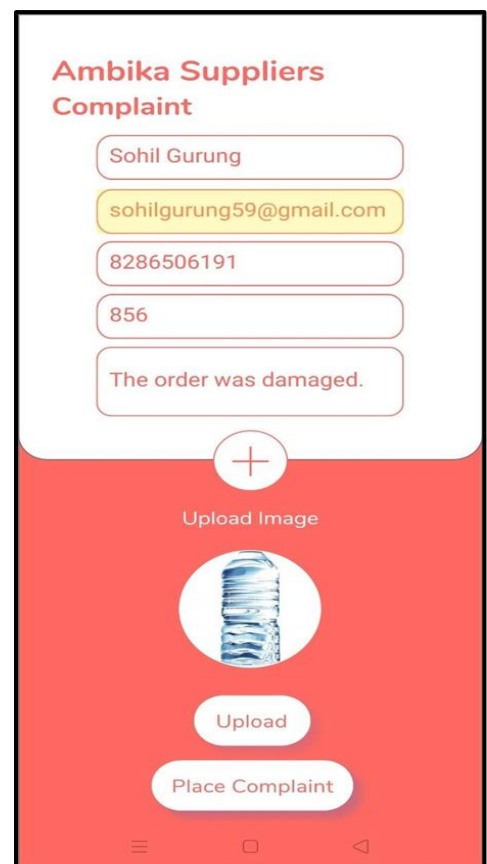 Ambika Suppliers
Complaint
Sohil Gurung
sohilgurung59@gmail.com
8286506191
856
The order was damaged.
Upload Image
Upload
Place Complaint